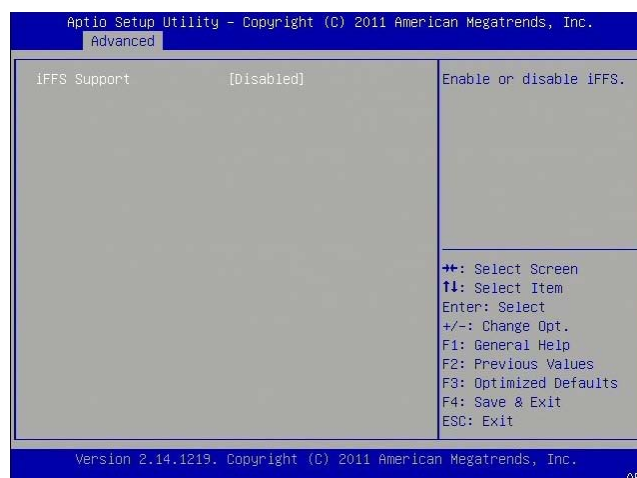 Aptio Setup Utility – Copyright (C) 2011 American Megatrends, Inc.
Advanced
iFFS Support [Disabled]
Enable or disable iFFS.
→←: Select Screen
↑↓: Select Item
Enter: Select
+/-: Change Opt.
F1: General Help
F2: Previous Values
F3: Optimized Defaults
F4: Save & Exit
ESC: Exit
Version 2.14.1219. Copyright (C) 2011 American Megatrends, Inc.